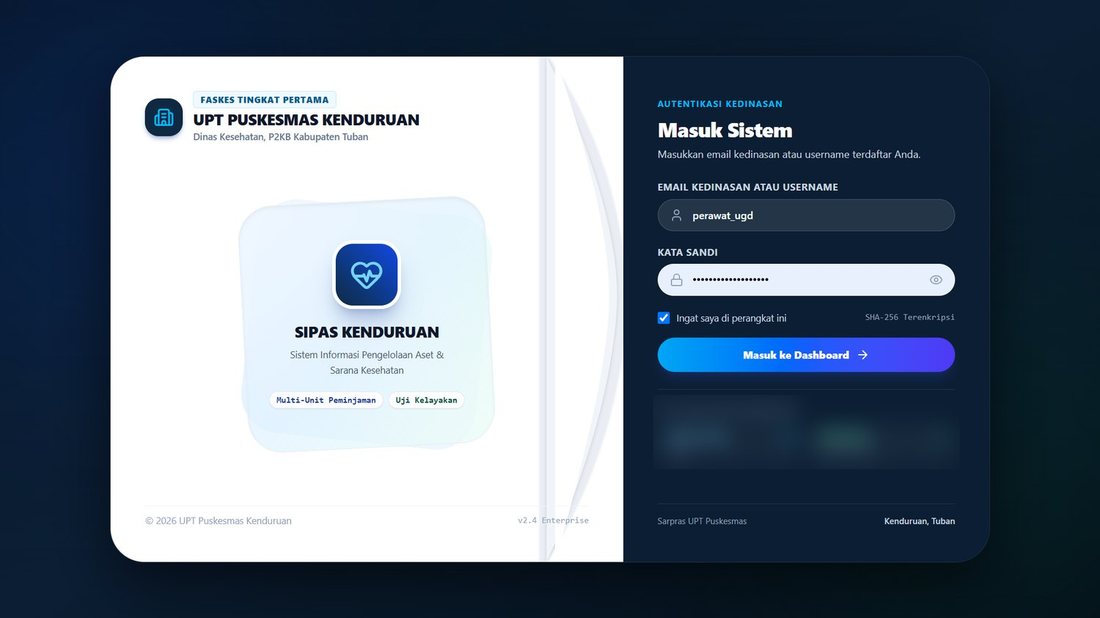 FASKES TINGKAT PERTAMA
UPT PUSKESMAS KENDURUAN
Dinas Kesehatan, P2KB Kabupaten Tuban
SIPAS KENDURUAN
Sistem Informasi Pengelolaan Aset &
Sarana Kesehatan
Multi-Unit Peminjaman
Uji Kelayakan
© 2026 UPT Puskesmas Kenduruan
v2.4 Enterprise
AUTENTIKASI KEDINASAN
Masuk Sistem
Masukkan email kedinasan atau username terdaftar Anda.
EMAIL KEDINASAN ATAU USERNAME
perawat_ugd
KATA SANDI
••••••••••••••••••
Ingat saya di perangkat ini
SHA-256 Terenkripsi
Masuk ke Dashboard →
Sarpras UPT Puskesmas
Kenduruan, Tuban